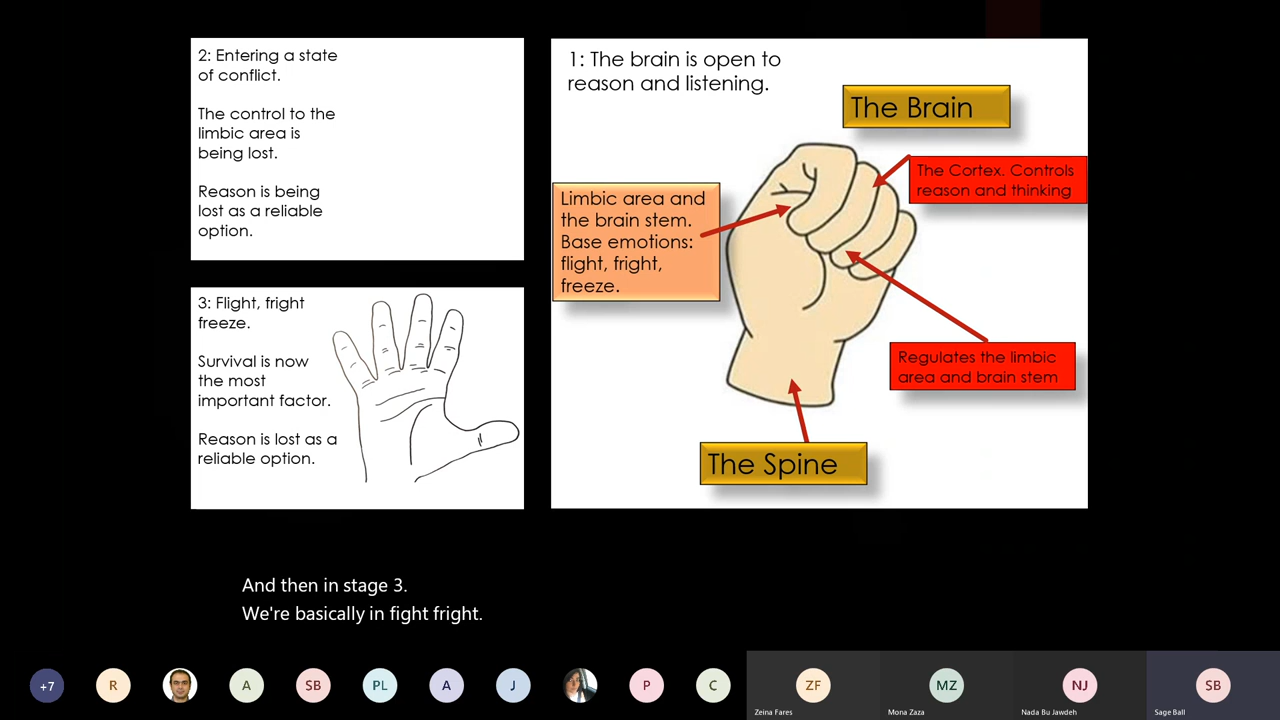 2: Entering a state
of conflict.
The control to the
limbic area is
being lost.
Reason is being
lost as a reliable
option.
3: Flight, fright
freeze.
Survival is now
the most
important factor.
Reason is lost as a
reliable option.
1: The brain is open to
reason and listening.
The Brain
The Cortex. Controls
reason and thinking
Limbic area and
the brain stem.
Base emotions:
flight, fright,
freeze.
Regulates the limbic
area and brain stem
The Spine
And then in stage 3.
We're basically in fight fright.
+7
R
A
SB
PL
A
J
P
C
ZF
Zeina Fares
MZ
Mona Zaza
NJ
Nada Bu Jawdeh
SB
Sage Ball